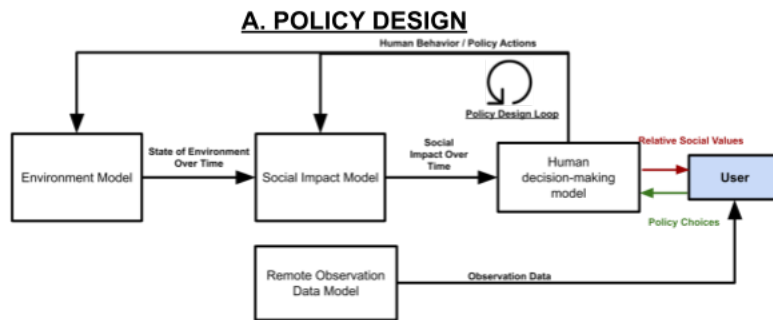 A. POLICY DESIGN
Human Behavior / Policy Actions
Policy Design Loop
State of Environment
Over Time
Social
Impact Over
Time
Relative Social Values
Environment Model
Social Impact Model
Human
decision-making
model
User
Policy Choices
Remote Observation
Data Model
Observation Data